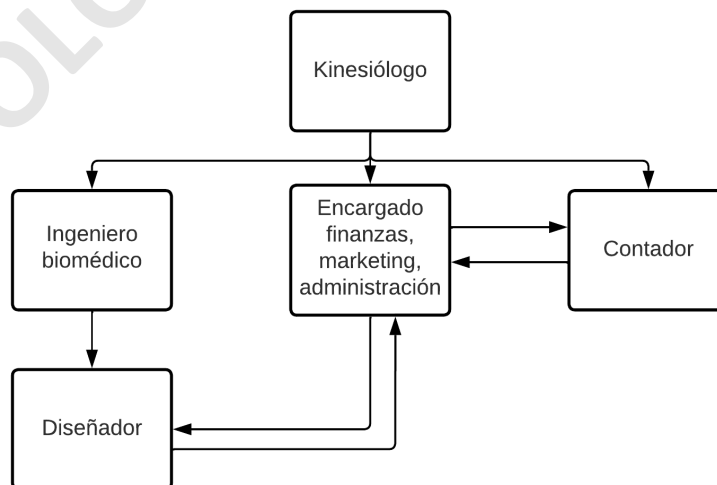 Kinesiólogo
Ingeniero
biomédico
Encargado
finanzas,
marketing,
administración
Contador
Diseñador